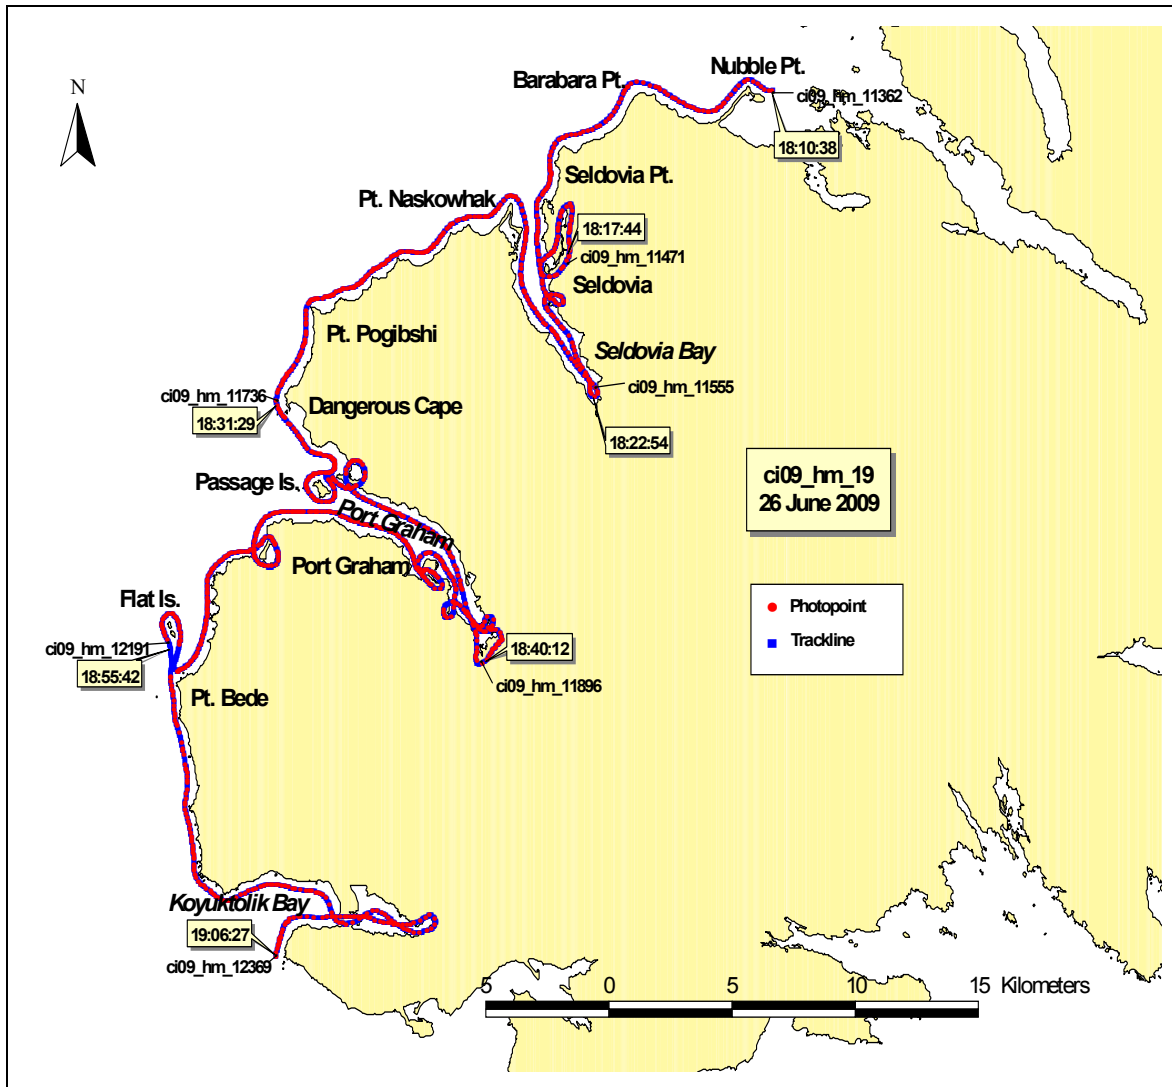 N
Nubble Pt.
Barabara Pt.
ci09_hm_11362
18:10:38
Seldovia Pt.
Pt. Naskowhak
18:17:44
ci09_hm_11471
Seldovia
Pt. Pogibshi
Seldovia Bay
ci09_hm_11555
ci09_hm_11736
Dangerous Cape
18:31:29
18:22:54
Passage Is.
ci09_hm_19
26 June 2009
Port Graham
Port Graham
Flat Is.
Photopoint
Trackline
ci09_hm_12191
18:40:12
18:55:42
ci09_hm_11896
Pt. Bede
Koyuktolik Bay
19:06:27
ci09_hm_12369
5 0 5 10 15 Kilometers